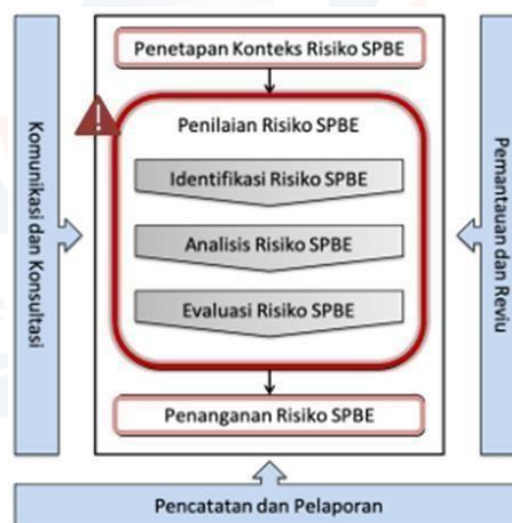 Penetapan Konteks Risiko SPBE
Penilaian Risiko SPBE
Identifikasi Risiko SPBE
Analisis Risiko SPBE
Evaluasi Risiko SPBE
Penanganan Risiko SPBE
Komunikasi dan Konsultasi
Pemantauan dan Reviu
Pencatatan dan Pelaporan